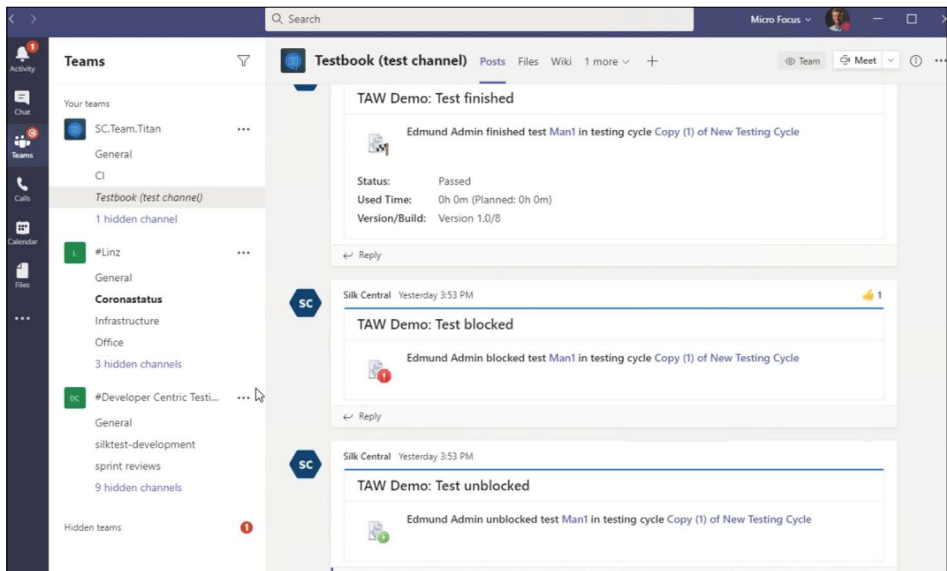 Search
Micro Focus
1
Activity
Chat
Teams
Calls
Calendar
Files
Teams
Your teams
SC.Team.Titan
General
CI
Testbook (test channel)
1 hidden channel
L
#Linz
General
Coronastatus
Infrastructure
Office
3 hidden channels
DC
#Developer Centric Testi...
General
silktest-development
sprint reviews
9 hidden channels
Hidden teams
1
Testbook (test channel) Posts Files Wiki 1 more
Team
Meet
TAW Demo: Test finished
Edmund Admin finished test Man1 in testing cycle Copy (1) of New Testing Cycle
Status: Passed
Used Time: 0h 0m (Planned: 0h 0m)
Version/Build: Version 1.0/8
Reply
SC
Silk Central Yesterday 3:53 PM
1
TAW Demo: Test blocked
Edmund Admin blocked test Man1 in testing cycle Copy (1) of New Testing Cycle
Reply
SC
Silk Central Yesterday 3:53 PM
TAW Demo: Test unblocked
Edmund Admin unblocked test Man1 in testing cycle Copy (1) of New Testing Cycle